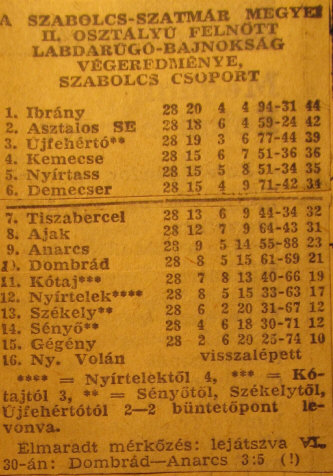 A SZABOLCS-SZATMÁR MEGYEI
II. OSZTÁLYÚ FELNŐTT
LABDARÚGÓ-BAJNOKSÁG
VÉGEREDMÉNYE,
SZABOLCS CSOPORT
1. Ibrány 28 20 4 4 94-31 44
2. Asztalos SE 28 18 6 4 59-24 42
3. Újfehértó** 28 19 3 6 77-44 39
4. Kemecse 28 15 6 7 51-36 36
5. Nyírtass 28 15 5 8 51-34 35
6. Demecser 28 15 4 9 71-42 34
7. Tiszabercel 28 13 6 9 44-34 32
8. Ajak 28 12 7 9 64-43 31
9. Anarcs 28 9 5 14 55-88 23
10. Dombrád 28 8 5 15 61-69 21
11. Kótaj*** 28 7 8 13 40-66 19
12. Nyírtelek**** 28 8 5 15 33-63 17
13. Székely** 28 6 2 20 31-67 12
14. Sényő** 28 4 6 18 30-71 12
15. Gégény 28 2 6 20 25-74 10
16. Ny. Volán visszalépett
**** = Nyírtelektől 4, *** = Kó-
tajtól 3, ** = Sényőtől, Székelytől,
Újfehértótól 2—2 büntetőpont le-
vonva.
Elmaradt mérkőzés: lejátszva VI.
30-án: Dombrád—Anarcs 3:5 (!)